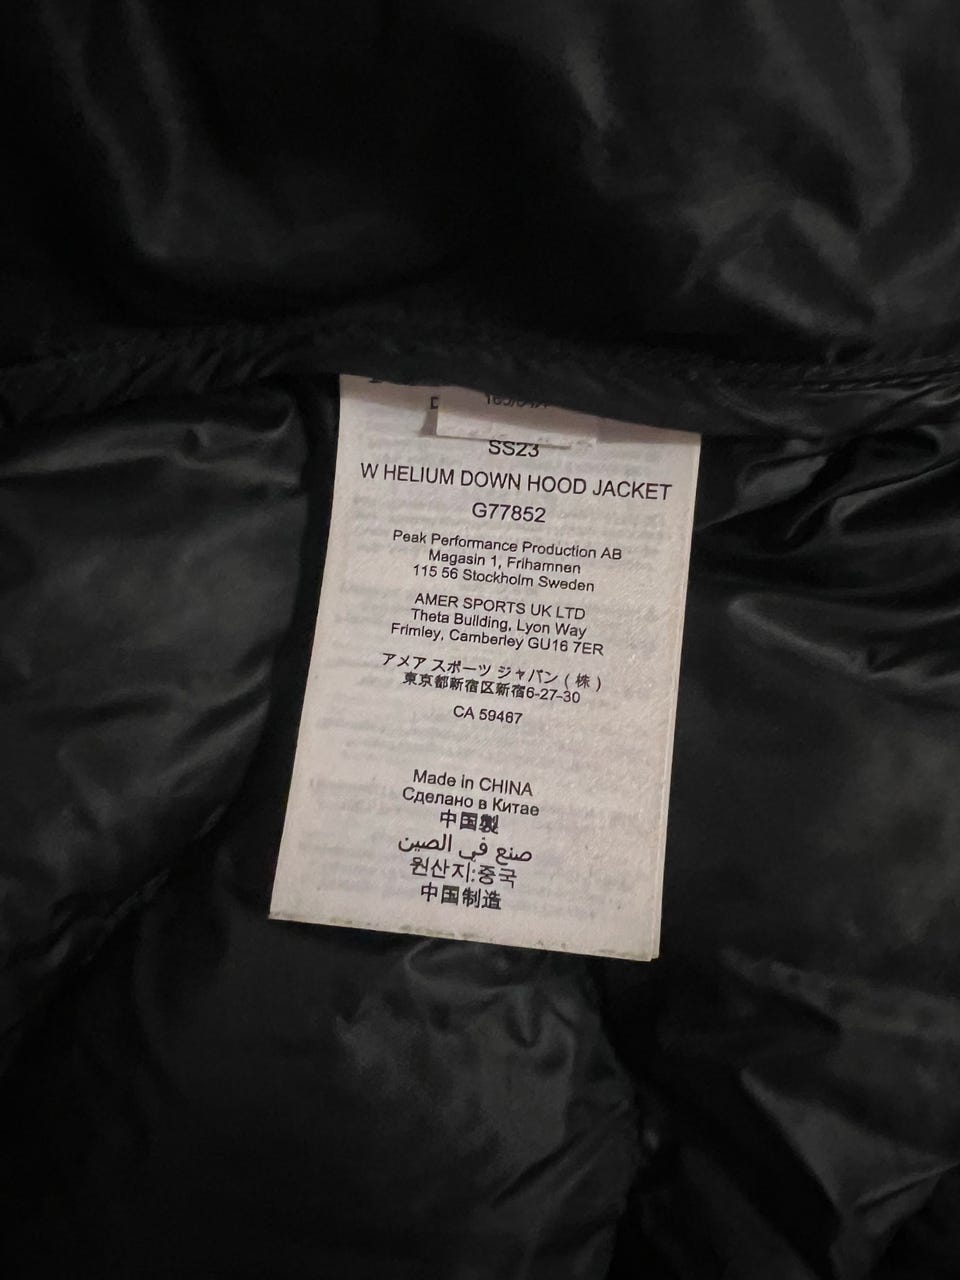 SS23
W HELIUM DOWN HOOD JACKET
G77852
Peak Performance Production AB
Magasin 1, Frihamnen
115 56 Stockholm Sweden
AMER SPORTS UK LTD
Theta Building, Lyon Way
Frimley, Camberley GU16 7ER
アメア スポーツ ジャパン ( 株 )
東京都新宿区新宿6-27-30
CA 59467
Made in CHINA
Сделано в Китае
中国製
صنع في الصين
원산지:중국
中国制造